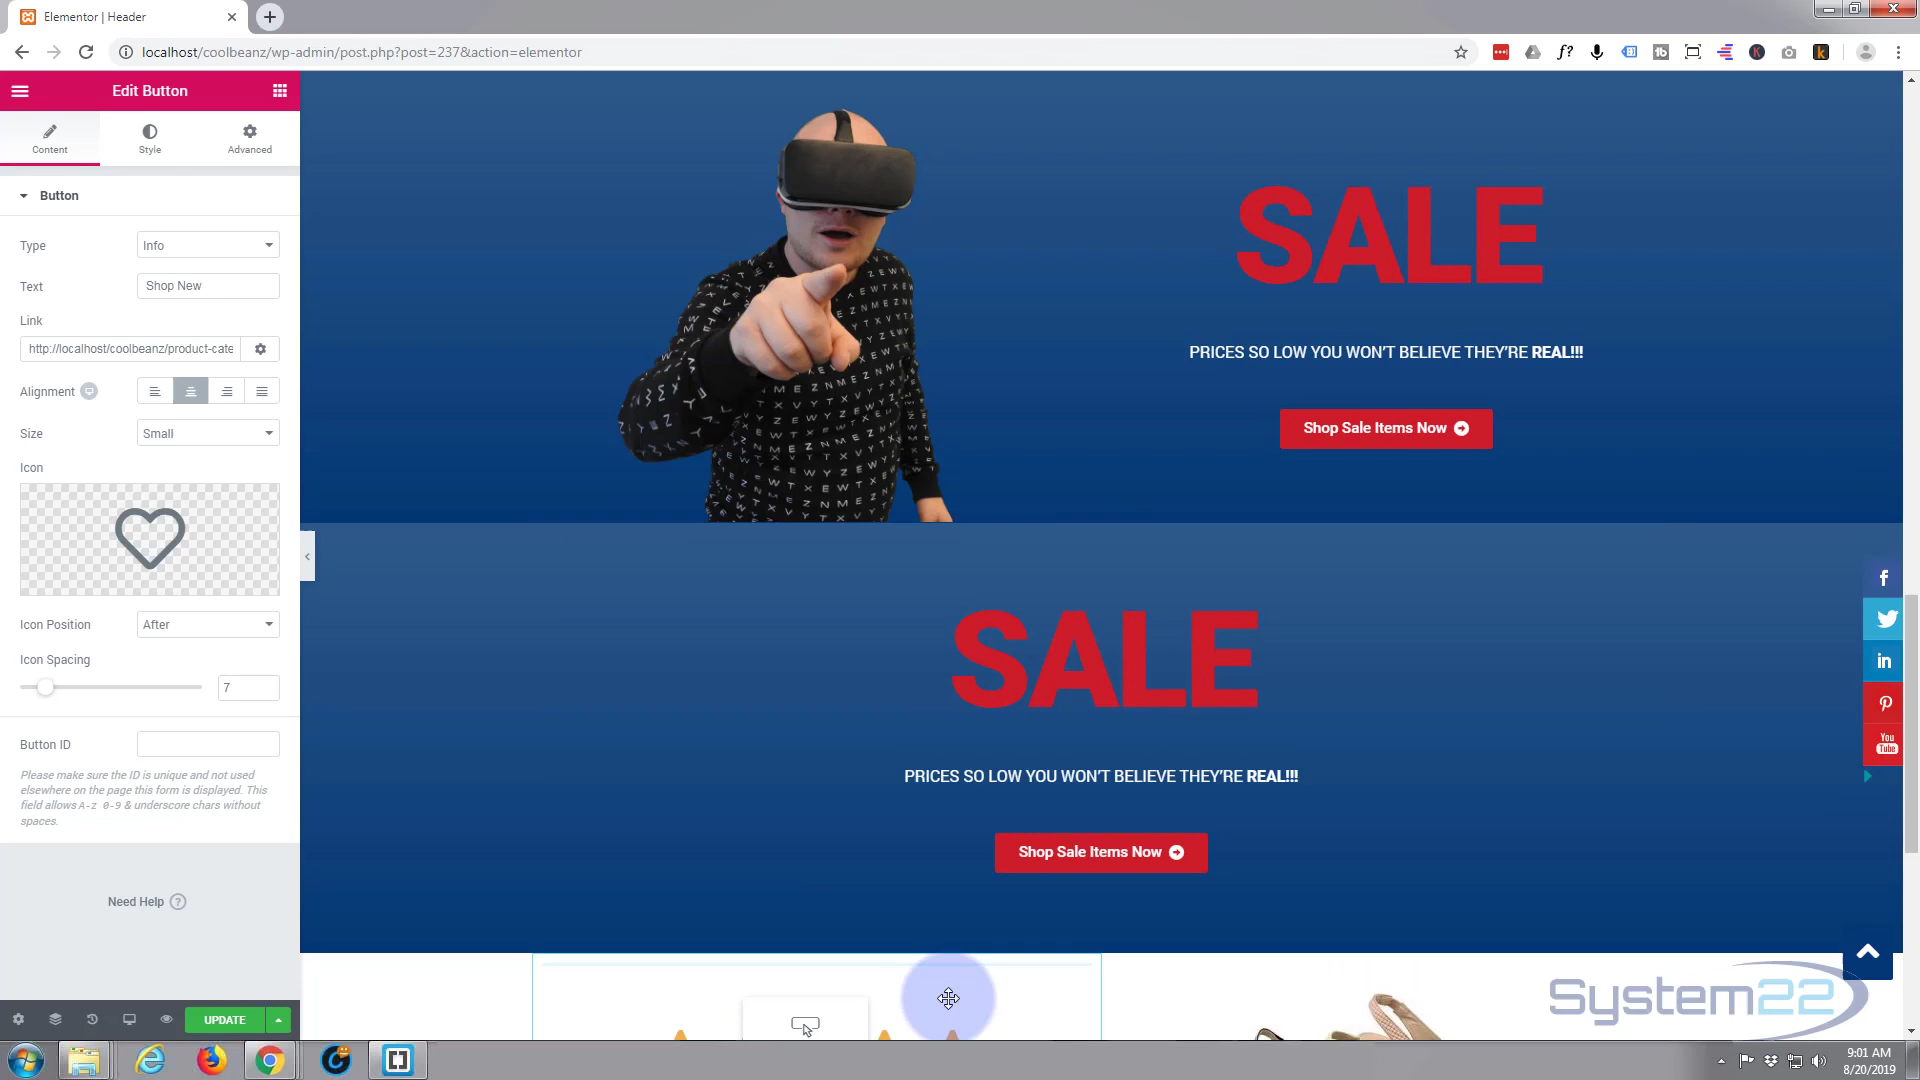 Elementor | Header
localhost/coolbeanz/wp-admin/post.php?post=237&action=elementor
Edit Button
Content
Style
Advanced
Button
Type
Info
Text
Shop New
Link
http://localhost/coolbeanz/product-cate
Alignment
Size
Small
Icon
Icon Position
After
Icon Spacing
7
Button ID
Please make sure the ID is unique and not used
elsewhere on the page this form is displayed. This
field allows A-z 0-9 & underscore chars without
spaces.
Need Help
UPDATE
SALE
PRICES SO LOW YOU WON'T BELIEVE THEY'RE REAL!!!
Shop Sale Items Now
SALE
PRICES SO LOW YOU WON'T BELIEVE THEY'RE REAL!!!
Shop Sale Items Now
You
Tube
System22
9:01 AM
8/20/2019